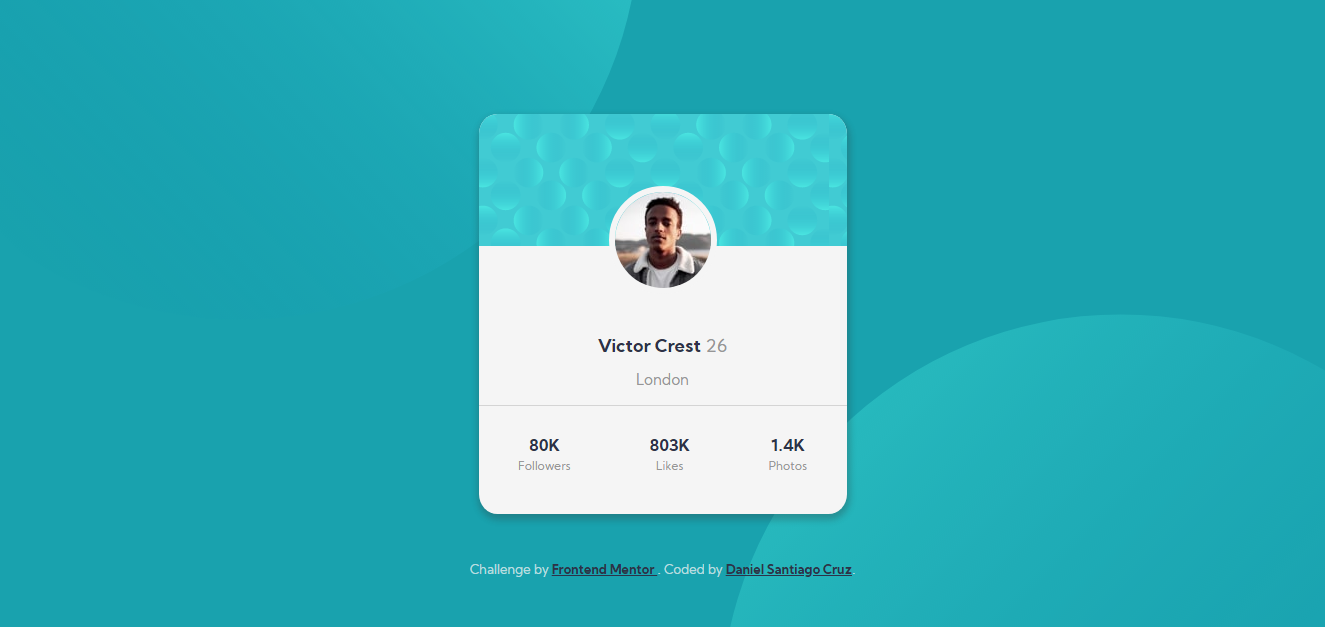 Victor Crest 26
London
80K 803K 1.4K
Followers Likes Photos
Challenge by Frontend Mentor . Coded by Daniel Santiago Cruz.